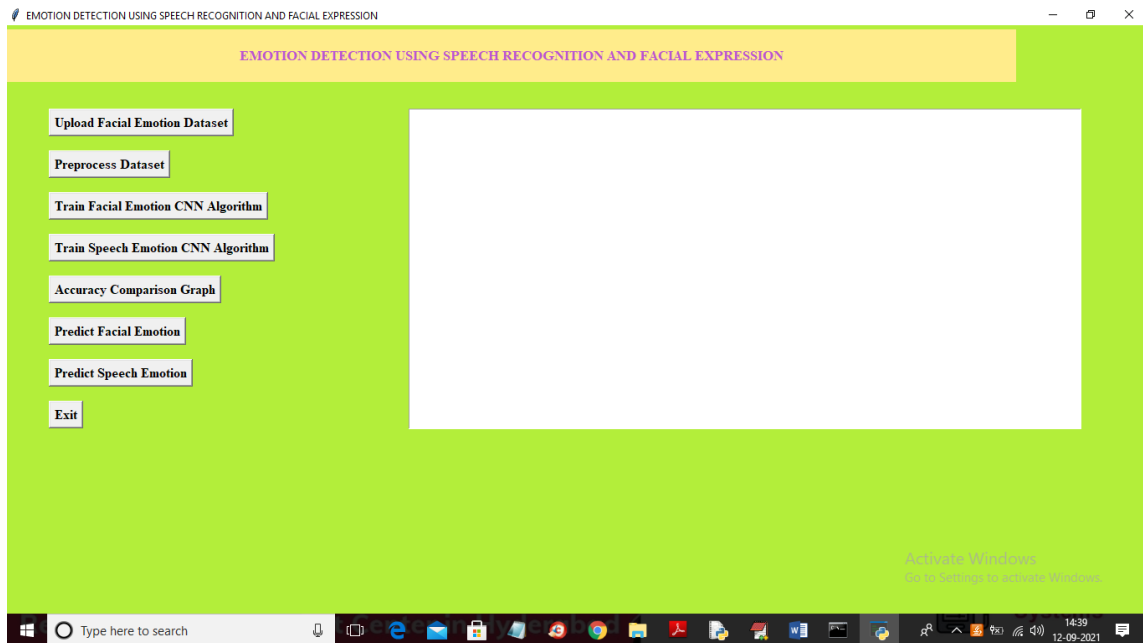 EMOTION DETECTION USING SPEECH RECOGNITION AND FACIAL EXPRESSION
EMOTION DETECTION USING SPEECH RECOGNITION AND FACIAL EXPRESSION
Upload Facial Emotion Dataset
Preprocess Dataset
Train Facial Emotion CNN Algorithm
Train Speech Emotion CNN Algorithm
Accuracy Comparison Graph
Predict Facial Emotion
Predict Speech Emotion
Exit
Activate Windows
Go to Settings to activate Windows.
Type here to search
14:39
12-09-2021